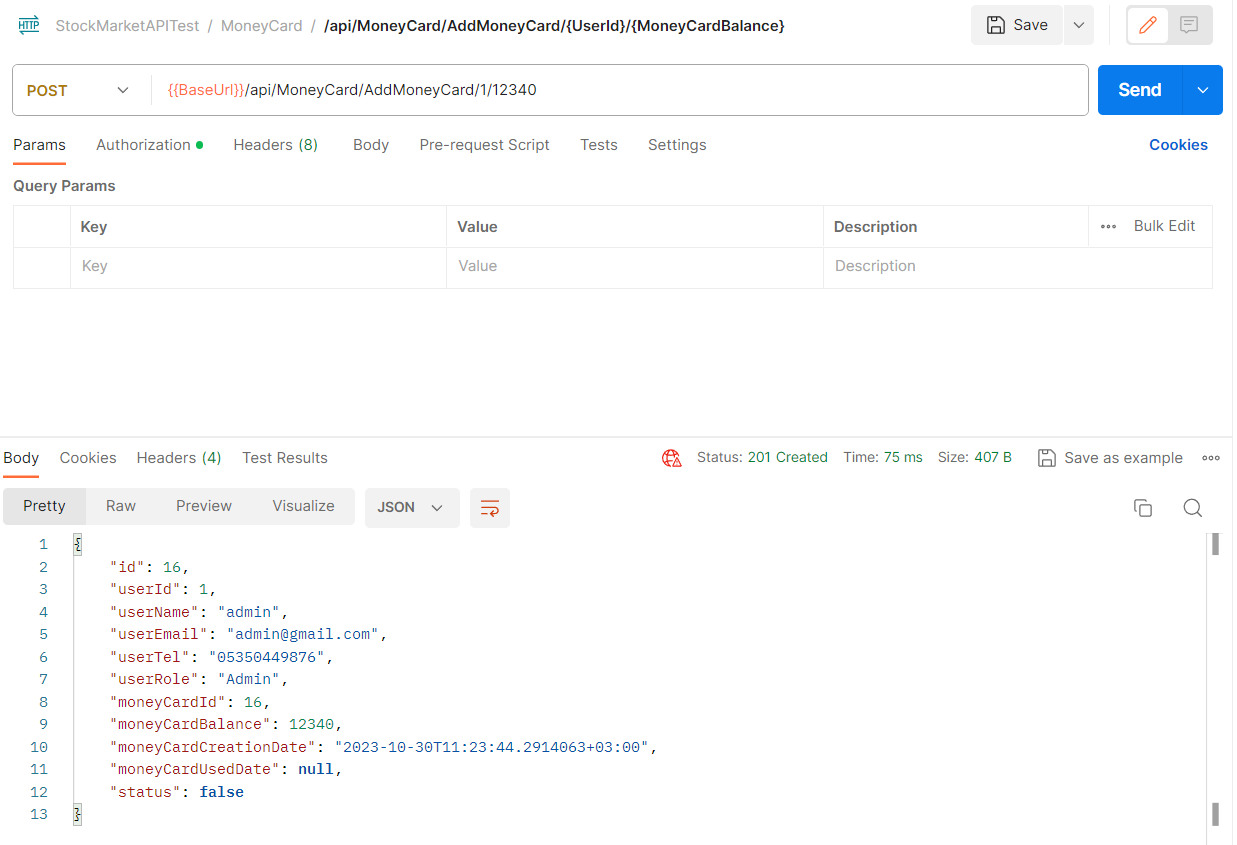 HTTP StockMarketAPITest / MoneyCard / /api/MoneyCard/AddMoneyCard/{UserId}/{MoneyCardBalance} Save
POST {{BaseUrl}}/api/MoneyCard/AddMoneyCard/1/12340 Send
Params Authorization Headers (8) Body Pre-request Script Tests Settings Cookies
Query Params
Key Value Description ••• Bulk Edit
Key Value Description
Body Cookies Headers (4) Test Results Status: 201 Created Time: 75 ms Size: 407 B Save as example •••
Pretty Raw Preview Visualize JSON
1 {
2 "id": 16,
3 "userId": 1,
4 "userName": "admin",
5 "userEmail": "admin@gmail.com",
6 "userTel": "05350449876",
7 "userRole": "Admin",
8 "moneyCardId": 16,
9 "moneyCardBalance": 12340,
10 "moneyCardCreationDate": "2023-10-30T11:23:44.2914063+03:00",
11 "moneyCardUsedDate": null,
12 "status": false
13 }